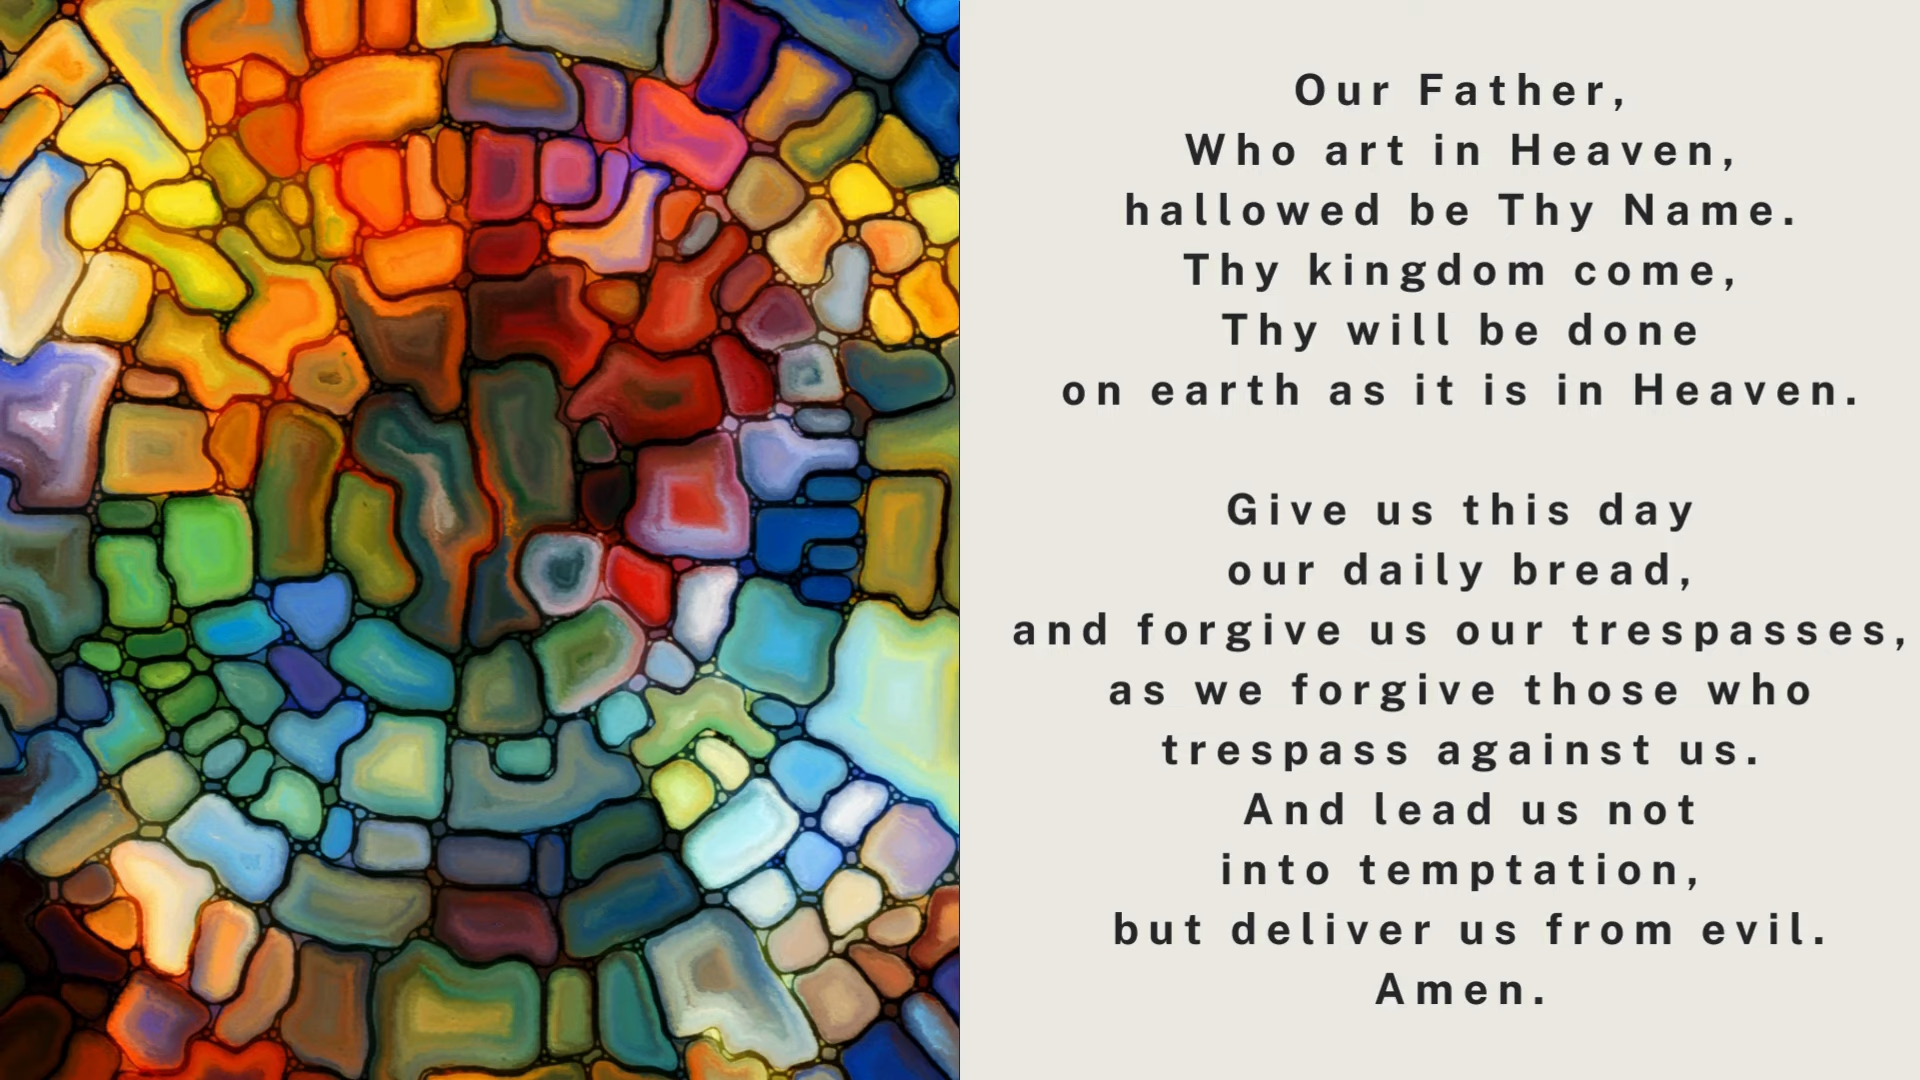 Our Father,
Who art in Heaven,
hallowed be Thy Name.
Thy kingdom come,
Thy will be done
on earth as it is in Heaven.
Give us this day
our daily bread,
and forgive us our trespasses,
as we forgive those who
trespass against us.
And lead us not
into temptation,
but deliver us from evil.
Amen.